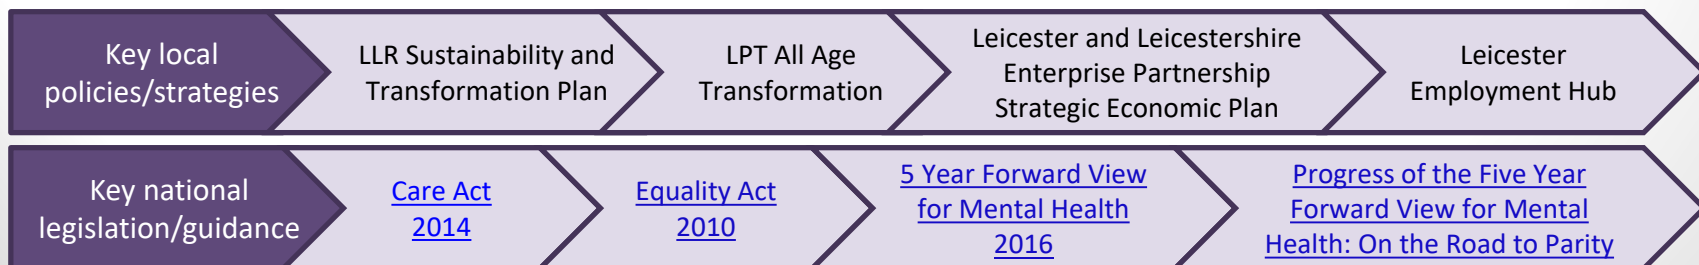 Key local
policies/strategies
LLR Sustainability and
Transformation Plan
LPT All Age
Transformation
Leicester and Leicestershire
Enterprise Partnership
Strategic Economic Plan
Leicester
Employment Hub
Key national
legislation/guidance
Care Act
2014
Equality Act
2010
5 Year Forward View
for Mental Health
2016
Progress of the Five Year
Forward View for Mental
Health: On the Road to Parity